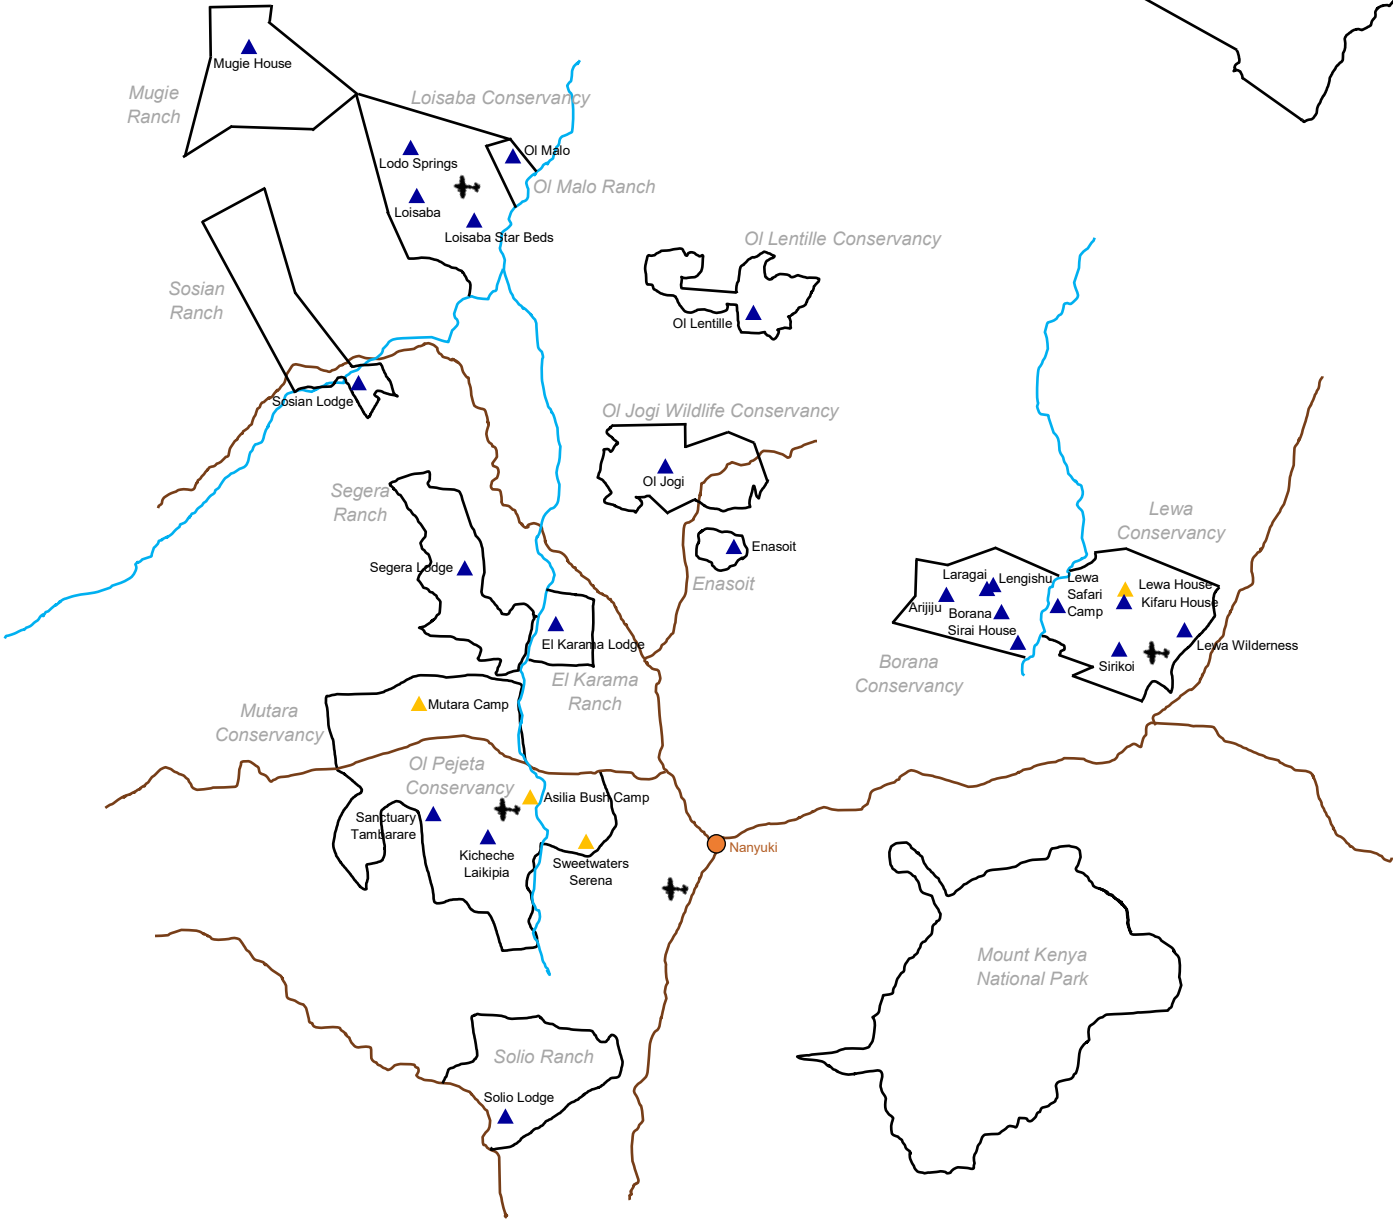 Mugie House
Mugie
Ranch
Loisaba Conservancy
Lodo Springs
Ol Malo
Ol Malo Ranch
Loisaba
Loisaba Star Beds
Ol Lentille Conservancy
Ol Lentille
Sosian
Ranch
Sosian Lodge
Ol Jogi Wildlife Conservancy
Ol Jogi
Segera
Ranch
Segera Lodge
Enasoit
Enasoit
Lewa
Conservancy
Laragai
Lengishu
Arijiju
Borana
Sirai House
Lewa
Safari
Camp
Lewa House
Kifaru House
Lewa Wilderness
Sirikoi
Borana
Conservancy
El Karama Lodge
El Karama
Ranch
Mutara
Conservancy
Mutara Camp
Ol Pejeta
Conservancy
Asilia Bush Camp
Sanctuary
Tambarare
Kicheche
Laikipia
Sweetwaters
Serena
Nanyuki
Mount Kenya
National Park
Solio Ranch
Solio Lodge